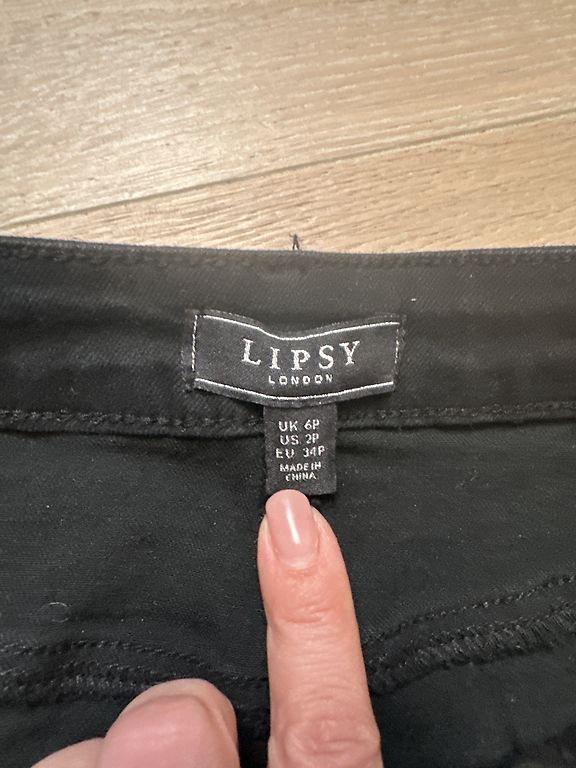 LIPSY
LONDON
UK 6P
US 2P
EU 34P
MADE IN
CHINA